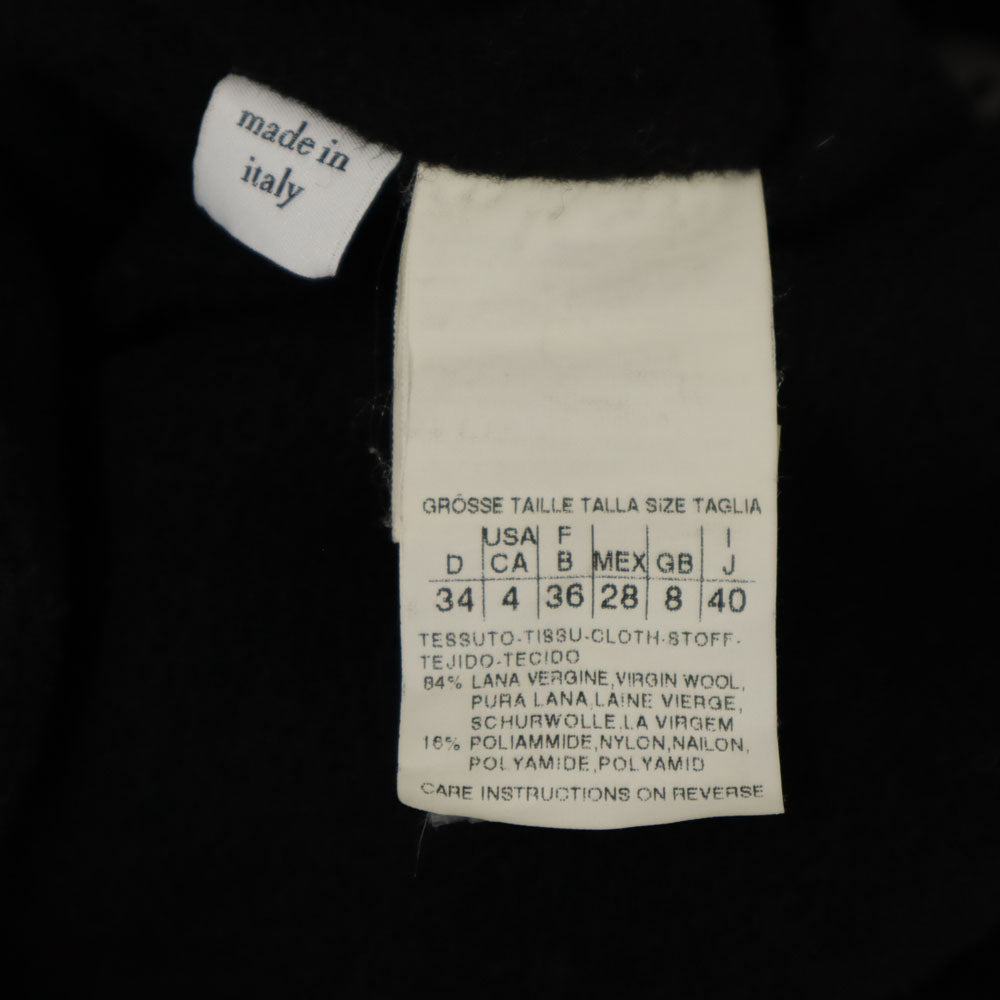 made in
italy
GRÖSSE TAILLE TALLA SIZE TAGLIA
USA F I
D CA B MEX GB J
34 4 36 28 8 40
TESSUTO-TISSU-CLOTH-STOFF-
TEJIDO-TECIDO
84% LANA VERGINE,VIRGIN WOOL,
PURA LANA,LAINE VIERGE,
SCHURWOLLE,LA VIRGEM
16% POLIAMMIDE,NYLON,NAILON,
POLYAMIDE,POLYAMID
CARE INSTRUCTIONS ON REVERSE